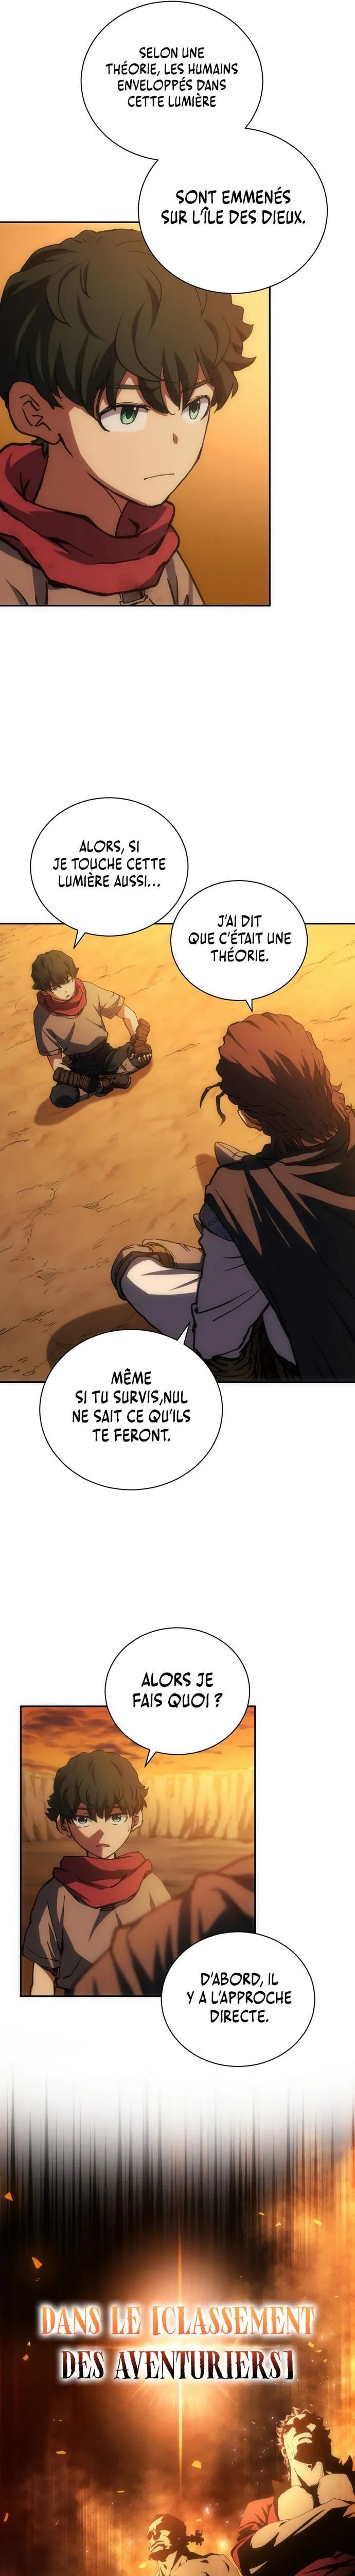 SELON UNE
THÉORIE, LES HUMAINS
ENVELOPPÉS DANS
CETTE LUMIÈRE
SONT EMMENÉS
SUR L'ÎLE DES DIEUX.
ALORS, SI
JE TOUCHE CETTE
LUMIÈRE AUSSI...
J'AI DIT
QUE C'ÉTAIT UNE
THÉORIE.
MÊME
SI TU SURVIS,NUL
NE SAIT CE QU'ILS
TE FERONT.
ALORS JE
FAIS QUOI ?
D'ABORD, IL
Y A L'APPROCHE
DIRECTE.
DANS LE [CLASSEMENT
DES AVENTURIERS]